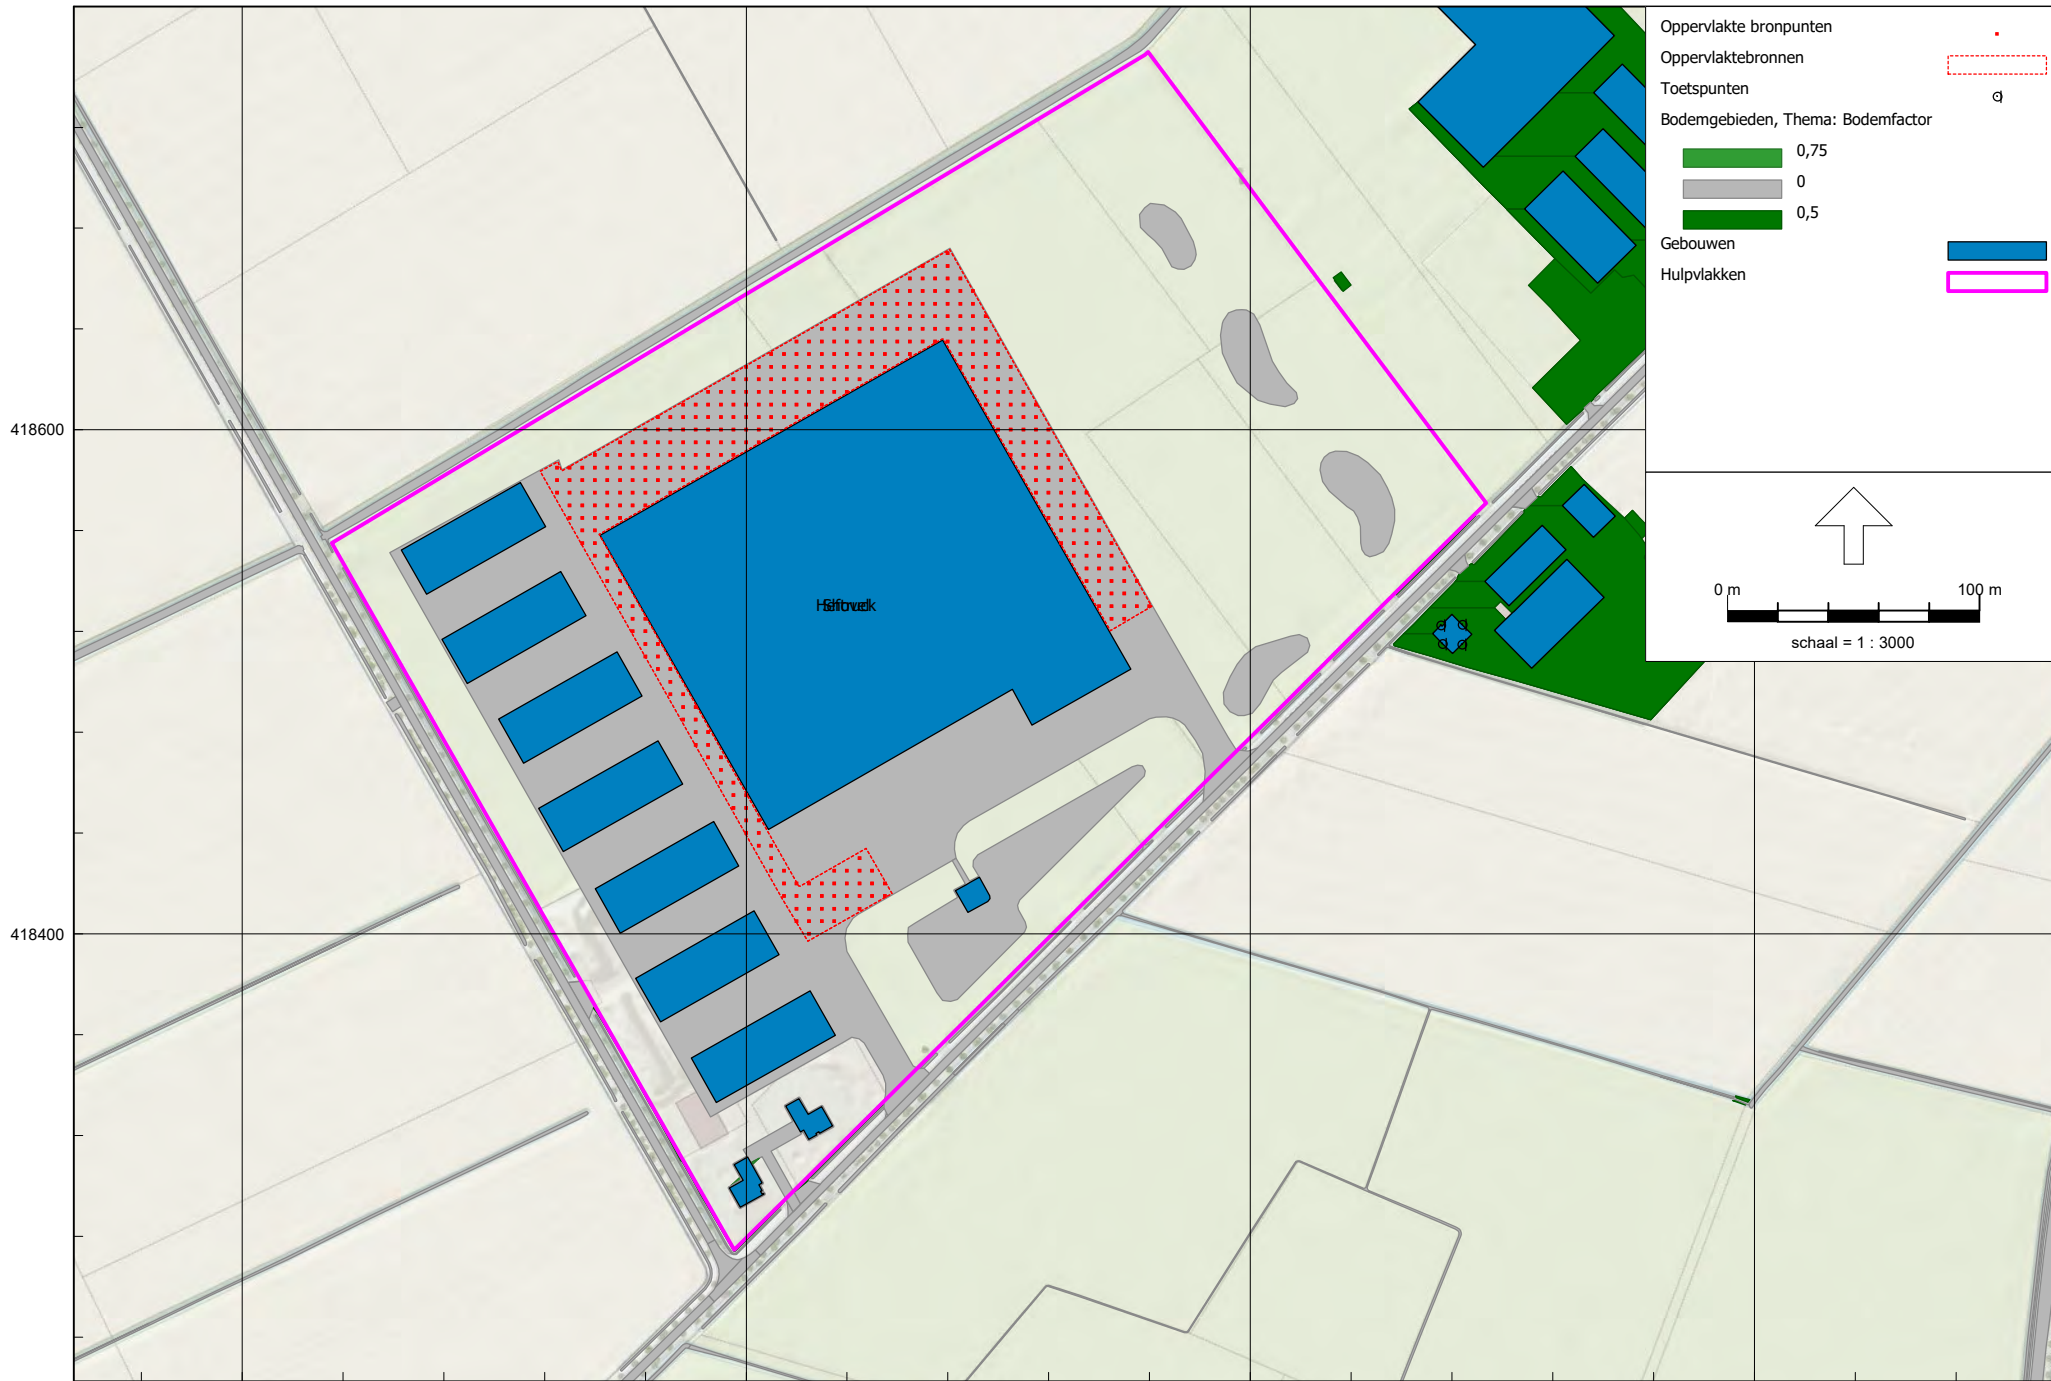 Oppervlakte bronpunten
Oppervlaktebronnen
Toetspunten
Bodemgebieden, Thema: Bodemfactor
0,75
0
0,5
Gebouwen
Hulpvlakken
0 m 100 m
schaal = 1 : 3000
418600
418400